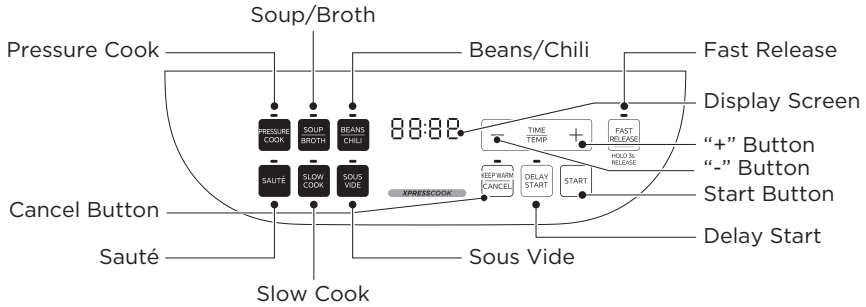 Soup/Broth
Pressure Cook
Beans/Chili
Fast Release
Display Screen
"+" Button
"-" Button
Start Button
Delay Start
Cancel Button
Sauté
Slow Cook
Sous Vide
PRESSURE
COOK
SOUP
BROTH
BEANS
CHILI
88:88
−
TIME
TEMP
+
FAST
RELEASE
HOLD 3s
RELEASE
SAUTÉ
SLOW
COOK
SOUS
VIDE
XPRESSCOOK
KEEP WARM
CANCEL
DELAY
START
START